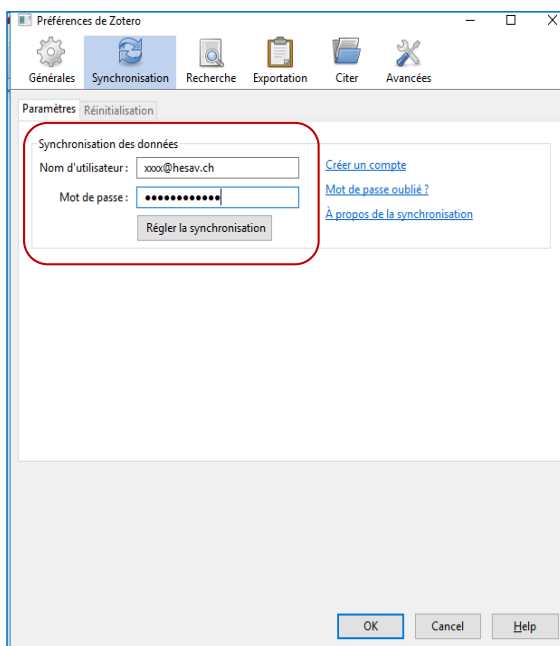 Préférences de Zotero
Générales Synchronisation Recherche Exportation Citer Avancées
Paramètres Réinitialisation
Synchronisation des données
Nom d'utilisateur : xxxx@hesav.ch Créer un compte
Mot de passe : ●●●●●●●●●●●● Mot de passe oublié ?
À propos de la synchronisation
Régler la synchronisation
OK Cancel Help